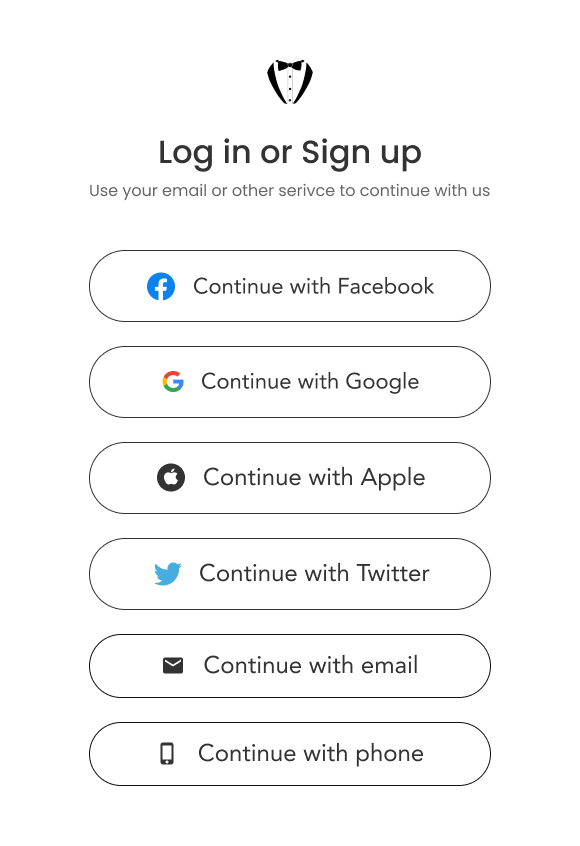 Log in or Sign up
Use your email or other serivce to continue with us
Continue with Facebook
Continue with Google
Continue with Apple
Continue with Twitter
Continue with email
Continue with phone